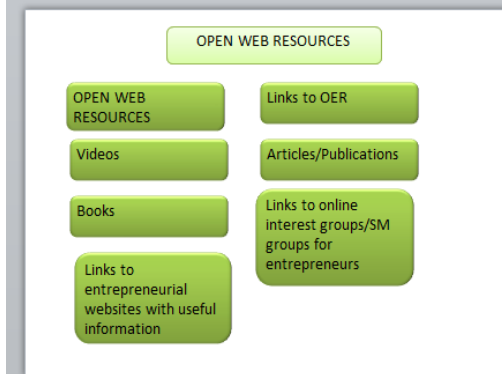 OPEN WEB RESOURCES
OPEN WEB
RESOURCES
Videos
Books
Links to
entrepreneurial
websites with useful
information
Links to OER
Articles/Publications
Links to online
interest groups/SM
groups for
entrepreneurs